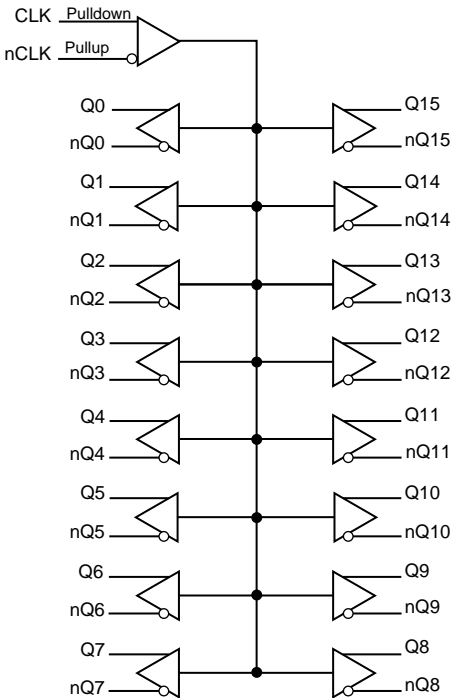 CLK Pulldown
nCLK Pullup
Q0 Q15
nQ0 nQ15
Q1 Q14
nQ1 nQ14
Q2 Q13
nQ2 nQ13
Q3 Q12
nQ3 nQ12
Q4 Q11
nQ4 nQ11
Q5 Q10
nQ5 nQ10
Q6 Q9
nQ6 nQ9
Q7 Q8
nQ7 nQ8